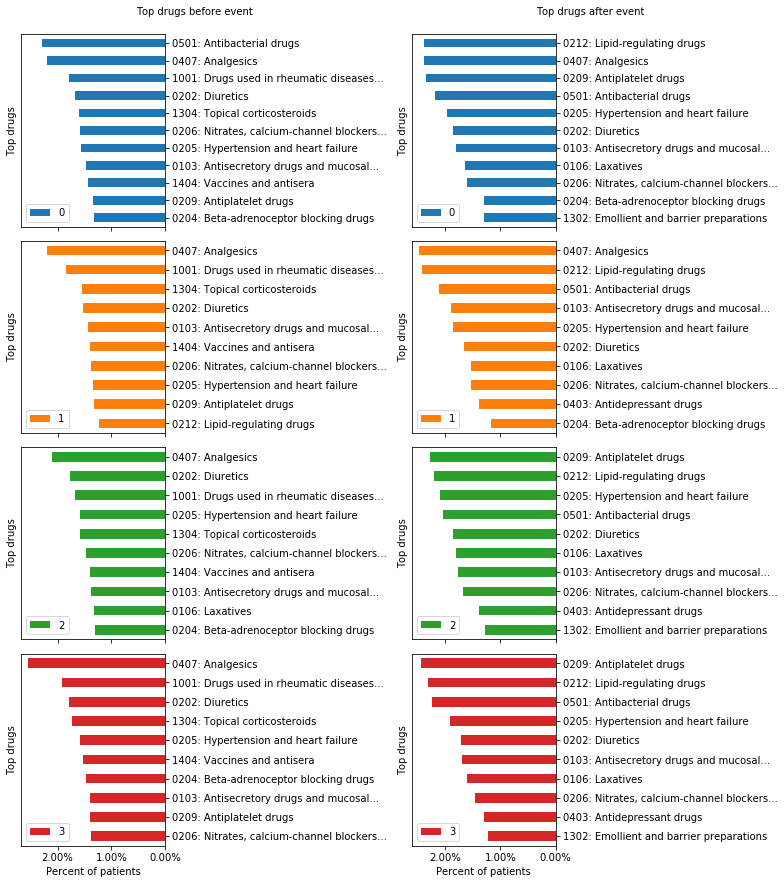 Top drugs before event
Top drugs
0501: Antibacterial drugs
0407: Analgesics
1001: Drugs used in rheumatic diseases...
0202: Diuretics
1304: Topical corticosteroids
0206: Nitrates, calcium-channel blockers...
0205: Hypertension and heart failure
0103: Antisecretory drugs and mucosal...
1404: Vaccines and antisera
0209: Antiplatelet drugs
0204: Beta-adrenoceptor blocking drugs
0
Top drugs
0407: Analgesics
1001: Drugs used in rheumatic diseases...
1304: Topical corticosteroids
0202: Diuretics
0103: Antisecretory drugs and mucosal...
1404: Vaccines and antisera
0206: Nitrates, calcium-channel blockers...
0205: Hypertension and heart failure
0209: Antiplatelet drugs
0212: Lipid-regulating drugs
1
Top drugs
0407: Analgesics
0202: Diuretics
1001: Drugs used in rheumatic diseases...
0205: Hypertension and heart failure
1304: Topical corticosteroids
0206: Nitrates, calcium-channel blockers...
1404: Vaccines and antisera
0103: Antisecretory drugs and mucosal...
0106: Laxatives
0204: Beta-adrenoceptor blocking drugs
2
Top drugs
0407: Analgesics
1001: Drugs used in rheumatic diseases...
0202: Diuretics
1304: Topical corticosteroids
0205: Hypertension and heart failure
1404: Vaccines and antisera
0204: Beta-adrenoceptor blocking drugs
0103: Antisecretory drugs and mucosal...
0209: Antiplatelet drugs
0206: Nitrates, calcium-channel blockers...
3
2.00% 1.00% 0.00%
Percent of patients
Top drugs after event
Top drugs
0212: Lipid-regulating drugs
0407: Analgesics
0209: Antiplatelet drugs
0501: Antibacterial drugs
0205: Hypertension and heart failure
0202: Diuretics
0103: Antisecretory drugs and mucosal...
0106: Laxatives
0206: Nitrates, calcium-channel blockers...
0204: Beta-adrenoceptor blocking drugs
1302: Emollient and barrier preparations
0
Top drugs
0407: Analgesics
0212: Lipid-regulating drugs
0501: Antibacterial drugs
0103: Antisecretory drugs and mucosal...
0205: Hypertension and heart failure
0202: Diuretics
0106: Laxatives
0206: Nitrates, calcium-channel blockers...
0403: Antidepressant drugs
0204: Beta-adrenoceptor blocking drugs
1
Top drugs
0209: Antiplatelet drugs
0212: Lipid-regulating drugs
0205: Hypertension and heart failure
0501: Antibacterial drugs
0202: Diuretics
0106: Laxatives
0103: Antisecretory drugs and mucosal...
0206: Nitrates, calcium-channel blockers...
0403: Antidepressant drugs
1302: Emollient and barrier preparations
2
Top drugs
0209: Antiplatelet drugs
0212: Lipid-regulating drugs
0501: Antibacterial drugs
0205: Hypertension and heart failure
0202: Diuretics
0103: Antisecretory drugs and mucosal...
0106: Laxatives
0206: Nitrates, calcium-channel blockers...
0403: Antidepressant drugs
1302: Emollient and barrier preparations
3
2.00% 1.00% 0.00%
Percent of patients